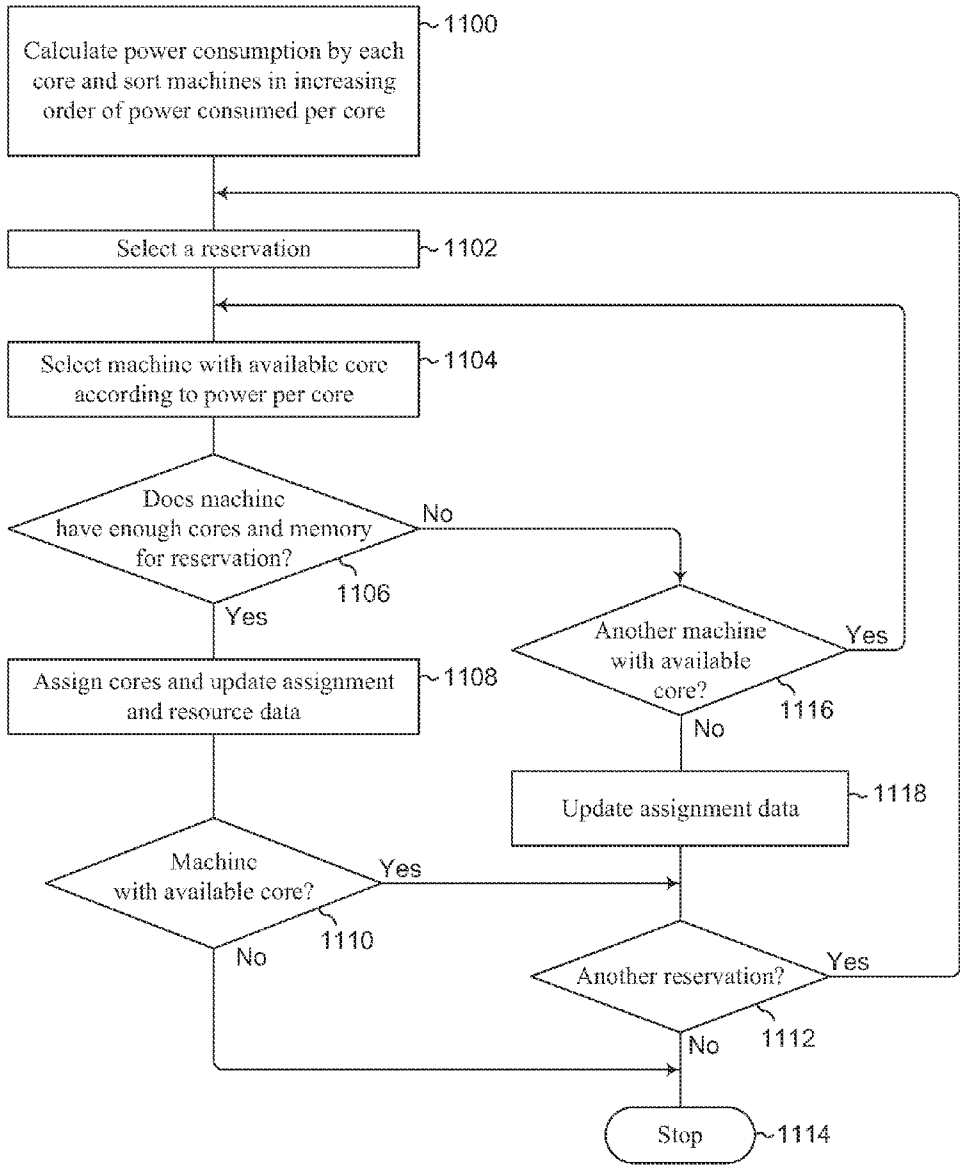 1100
Calculate power consumption by each
core and sort machines in increasing
order of power consumed per core
Select a reservation
1102
Select machine with available core
according to power per core
1104
Does machine
have enough cores and memory
for reservation?
No
1106
Yes
Another machine
with available
core?
Yes
1116
No
Assign cores and update assignment
and resource data
1108
Update assignment data
1118
Machine
with available core?
Yes
1110
No
Another reservation?
Yes
1112
No
Stop
1114